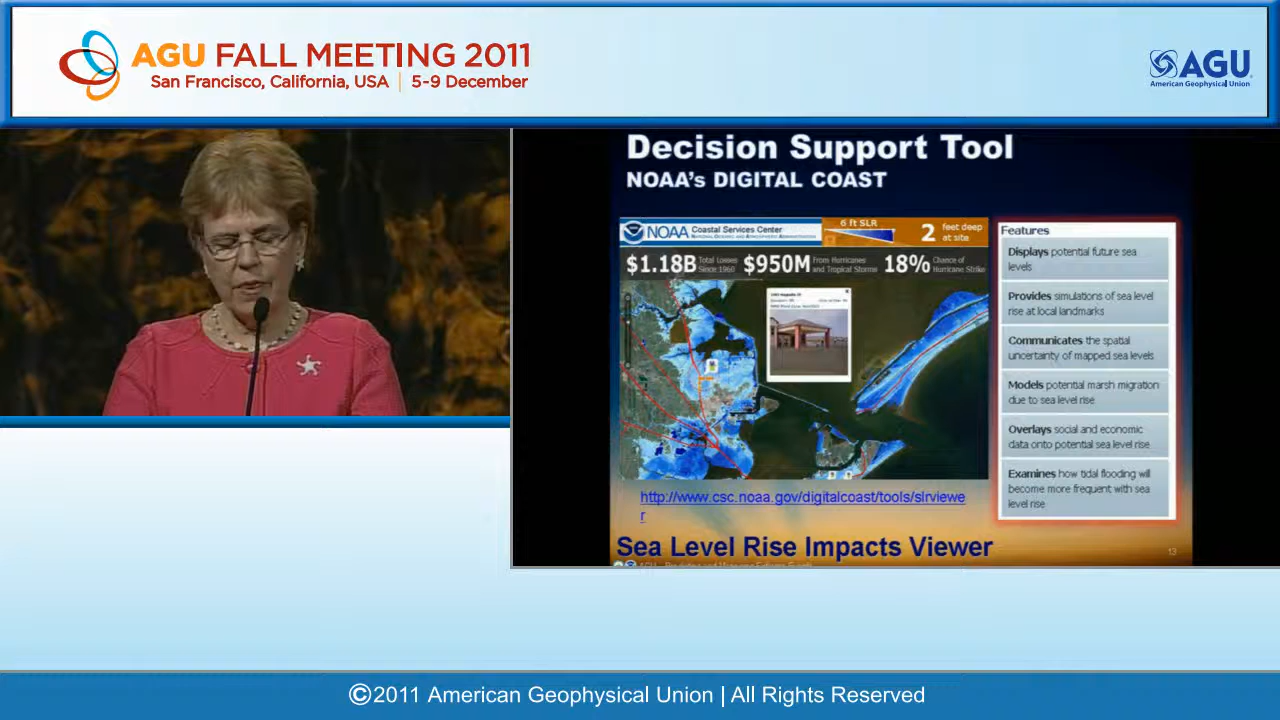 AGU FALL MEETING 2011
San Francisco, California, USA | 5-9 December
AGU
American Geophysical Union
Decision Support Tool
NOAA's DIGITAL COAST
NOAA Coastal Services Center
NATIONAL OCEANIC AND ATMOSPHERIC ADMINISTRATION
6 ft SLR
2 feet deep
at site
$1.18B Total Losses
Since 1960
$950M From Hurricanes
and Tropical Storms
18% Chance of
Hurricane Strike
Features
Displays potential future sea
levels
Provides simulations of sea level
rise at local landmarks
Communicates the spatial
uncertainty of mapped sea levels
Models potential marsh migration
due to sea level rise
Overlays social and economic
data onto potential sea level rise
Examines how tidal flooding will
become more frequent with sea
level rise
http://www.csc.noaa.gov/digitalcoast/tools/slrviewe
r
Sea Level Rise Impacts Viewer
13
©2011 American Geophysical Union | All Rights Reserved